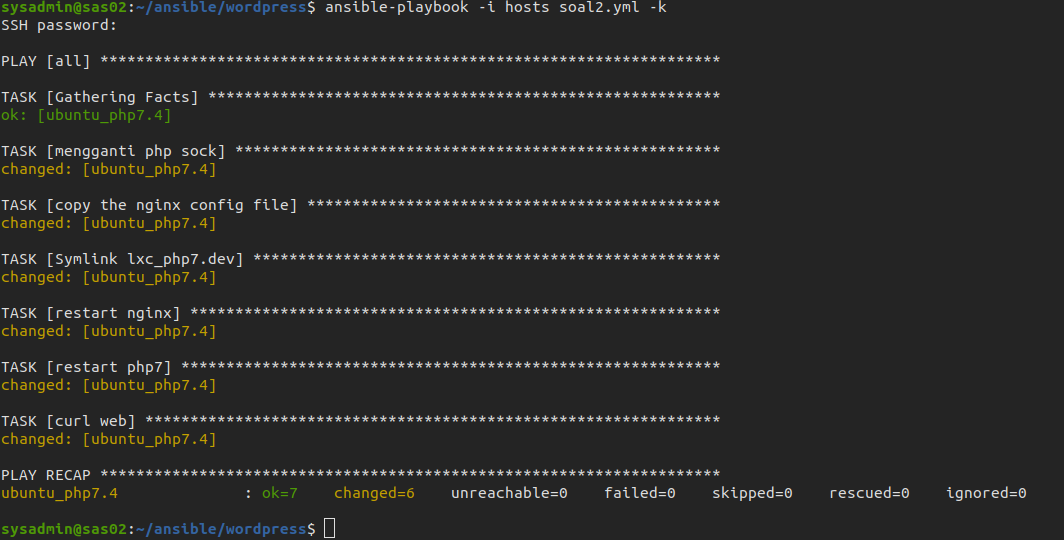 sysadmin@sas02:~/ansible/wordpress$ ansible-playbook -i hosts soal2.yml -k
SSH password:
PLAY [all] *********************************************************************
TASK [Gathering Facts] *********************************************************
ok: [ubuntu_php7.4]
TASK [mengganti php sock] ******************************************************
changed: [ubuntu_php7.4]
TASK [copy the nginx config file] **********************************************
changed: [ubuntu_php7.4]
TASK [Symlink lxc_php7.dev] ****************************************************
changed: [ubuntu_php7.4]
TASK [restart nginx] ***********************************************************
changed: [ubuntu_php7.4]
TASK [restart php7] ************************************************************
changed: [ubuntu_php7.4]
TASK [curl web] ****************************************************************
changed: [ubuntu_php7.4]
PLAY RECAP *********************************************************************
ubuntu_php7.4              : ok=7    changed=6    unreachable=0    failed=0    skipped=0    rescued=0    ignored=0
sysadmin@sas02:~/ansible/wordpress$